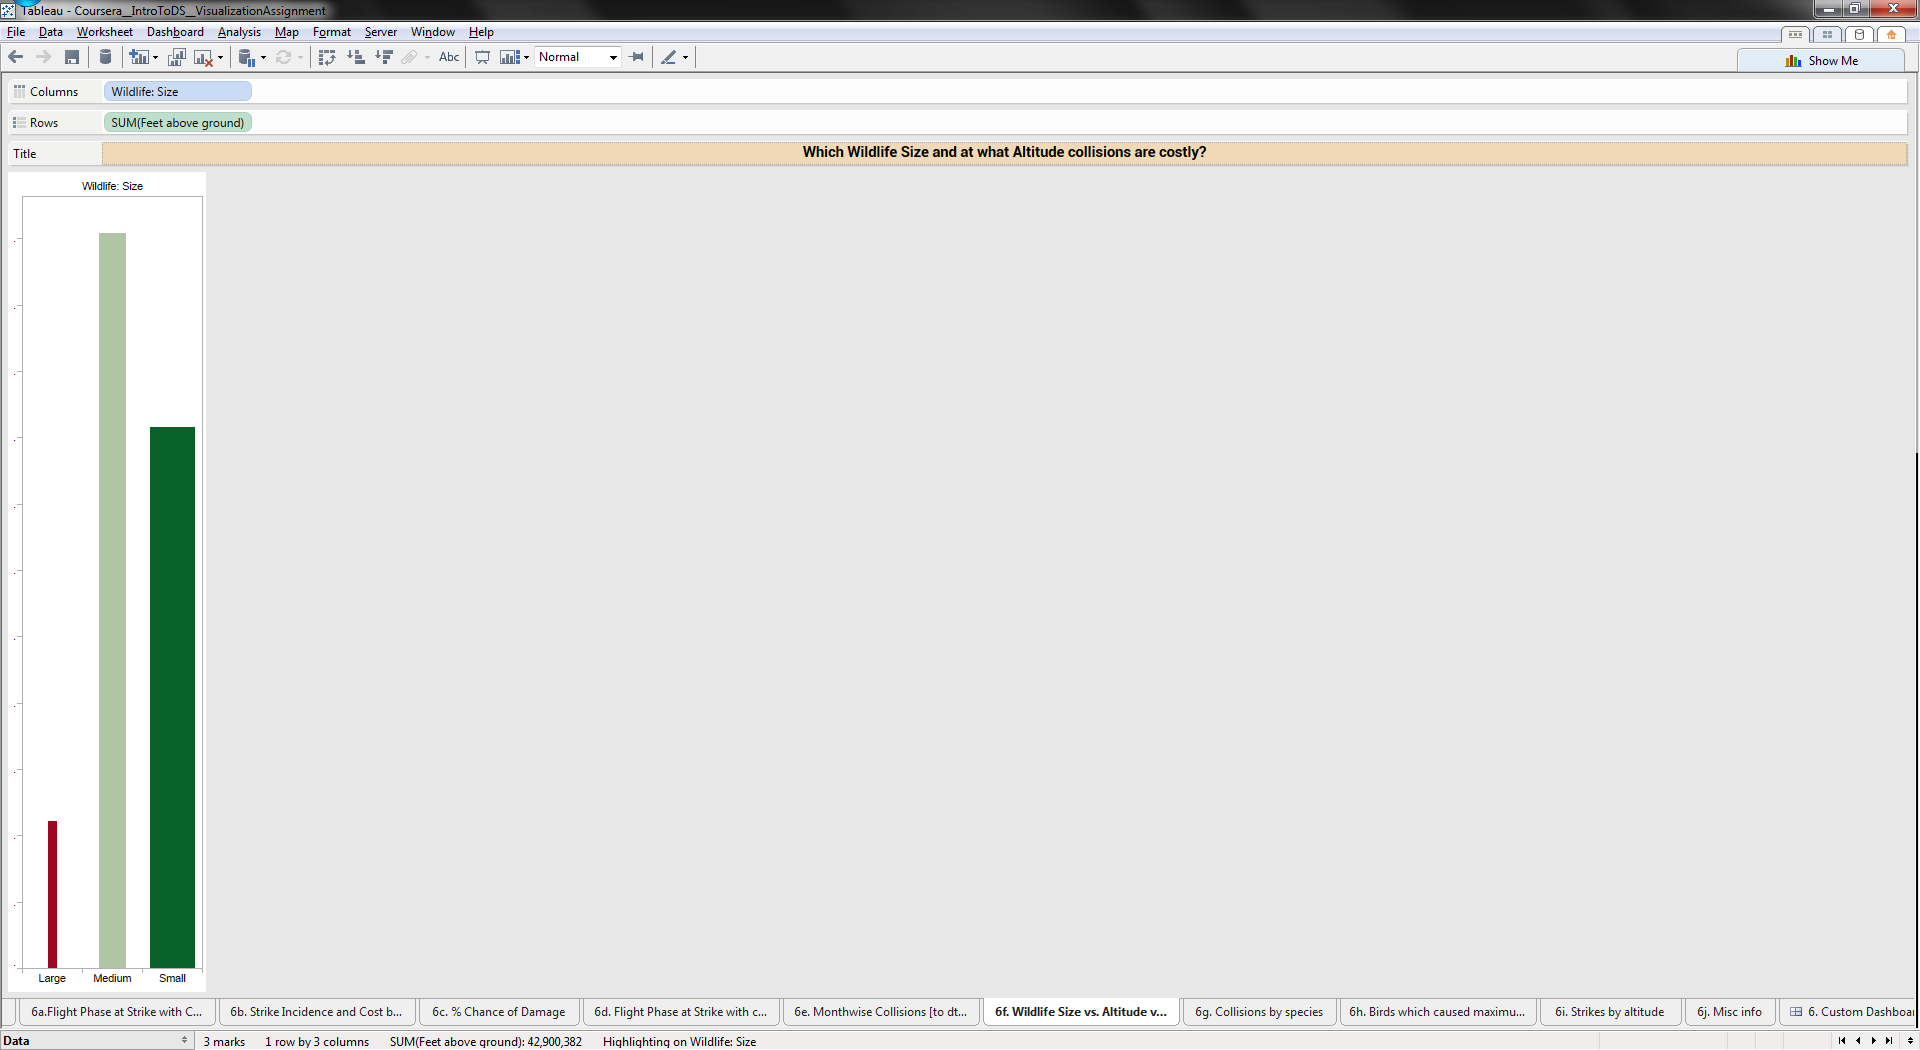 Tableau - Coursera__IntroToDS__VisualizationAssignment
File Data Worksheet Dashboard Analysis Map Format Server Window Help
Abc Normal
Show Me
Columns Wildlife: Size
Rows SUM(Feet above ground)
Title Which Wildlife Size and at what Altitude collisions are costly?
Wildlife: Size
Large Medium Small
6a.Flight Phase at Strike with C... 6b. Strike Incidence and Cost b... 6c. % Chance of Damage 6d. Flight Phase at Strike with c... 6e. Monthwise Collisions [to dt... 6f. Wildlife Size vs. Altitude v... 6g. Collisions by species 6h. Birds which caused maximu... 6i. Strikes by altitude 6j. Misc info 6. Custom Dashboa
Data 3 marks 1 row by 3 columns SUM(Feet above ground): 42,900,382 Highlighting on Wildlife: Size